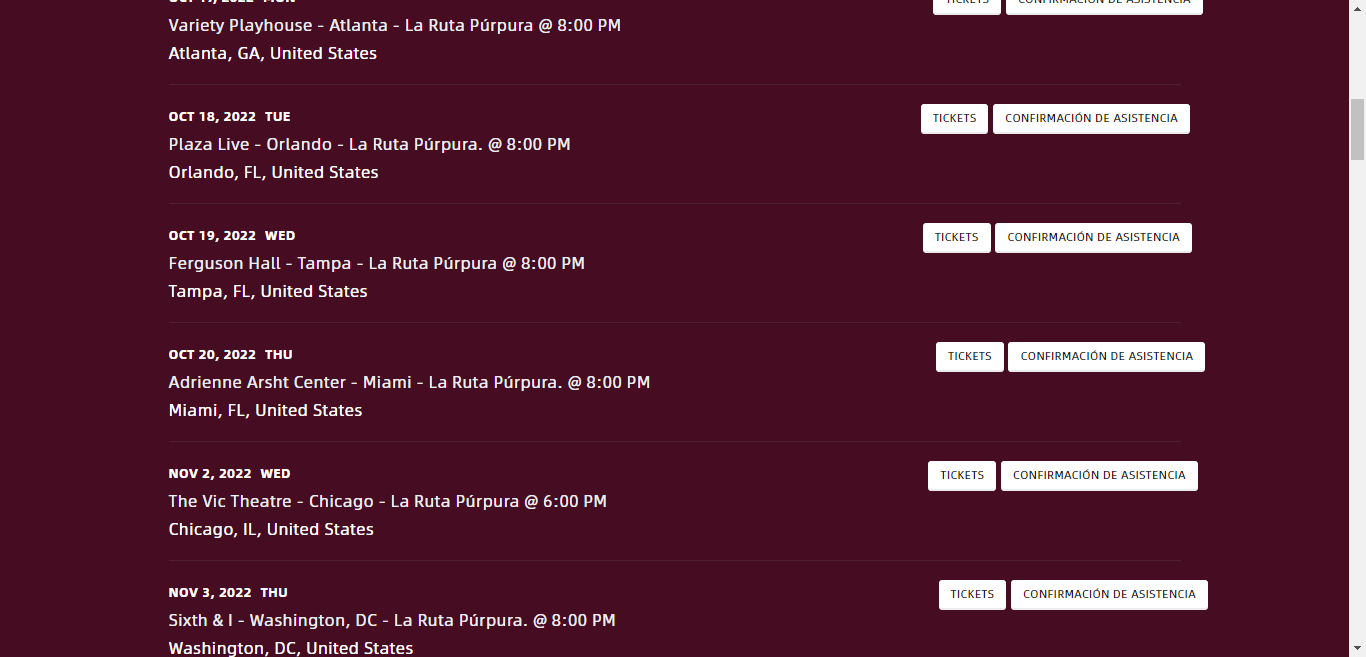 Variety Playhouse - Atlanta - La Ruta Púrpura @ 8:00 PM
Atlanta, GA, United States
OCT 18, 2022 TUE
TICKETS CONFIRMACIÓN DE ASISTENCIA
Plaza Live - Orlando - La Ruta Púrpura. @ 8:00 PM
Orlando, FL, United States
OCT 19, 2022 WED
TICKETS CONFIRMACIÓN DE ASISTENCIA
Ferguson Hall - Tampa - La Ruta Púrpura @ 8:00 PM
Tampa, FL, United States
OCT 20, 2022 THU
TICKETS CONFIRMACIÓN DE ASISTENCIA
Adrienne Arsht Center - Miami - La Ruta Púrpura. @ 8:00 PM
Miami, FL, United States
NOV 2, 2022 WED
TICKETS CONFIRMACIÓN DE ASISTENCIA
The Vic Theatre - Chicago - La Ruta Púrpura @ 6:00 PM
Chicago, IL, United States
NOV 3, 2022 THU
TICKETS CONFIRMACIÓN DE ASISTENCIA
Sixth & I - Washington, DC - La Ruta Púrpura. @ 8:00 PM
Washington, DC, United States